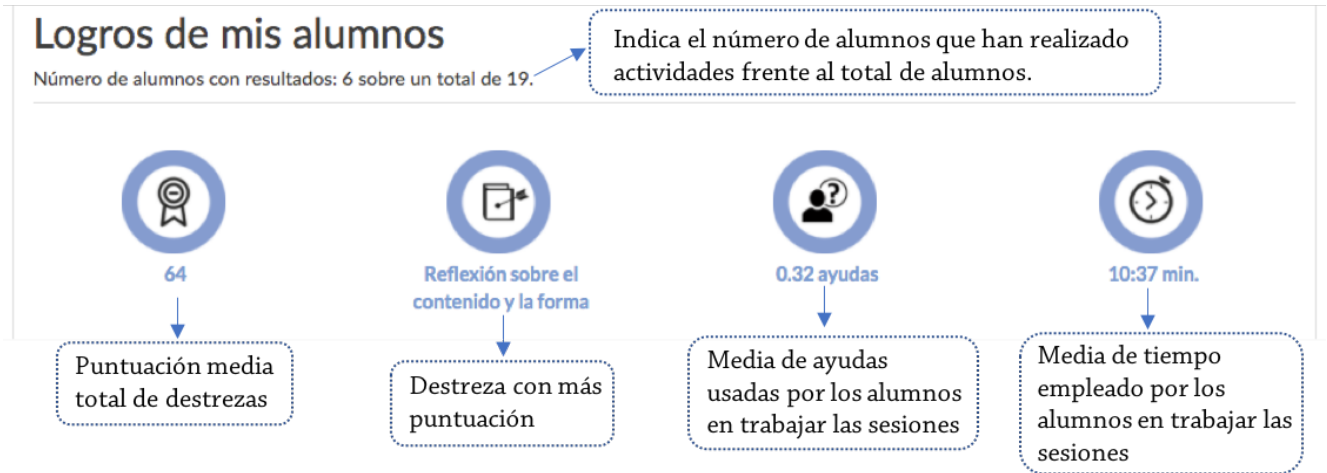 Logros de mis alumnos
Número de alumnos con resultados: 6 sobre un total de 19.
Indica el número de alumnos que han realizado
actividades frente al total de alumnos.
64
Reflexión sobre el
contenido y la forma
0.32 ayudas
10:37 min.
Puntuación media
total de destrezas
Destreza con más
puntuación
Media de ayudas
usadas por los alumnos
en trabajar las sesiones
Media de tiempo
empleado por los
alumnos en trabajar las
sesiones